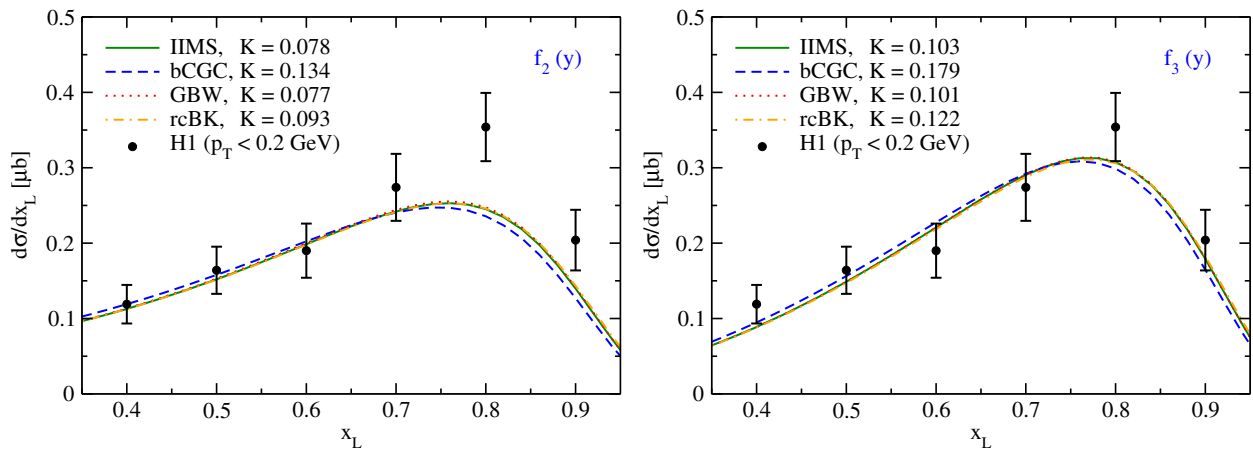 0.5
0.4
0.3
0.2
0.1
0
dσ/dx_L [μb]
IIMS, K = 0.078
bCGC, K = 0.134
GBW, K = 0.077
rcBK, K = 0.093
H1 (p_T < 0.2 GeV)
f_2 (y)
0.4 0.5 0.6 0.7 0.8 0.9
x_L
0.5
0.4
0.3
0.2
0.1
0
dσ/dx_L [μb]
IIMS, K = 0.103
bCGC, K = 0.179
GBW, K = 0.101
rcBK, K = 0.122
H1 (p_T < 0.2 GeV)
f_3 (y)
0.4 0.5 0.6 0.7 0.8 0.9
x_L